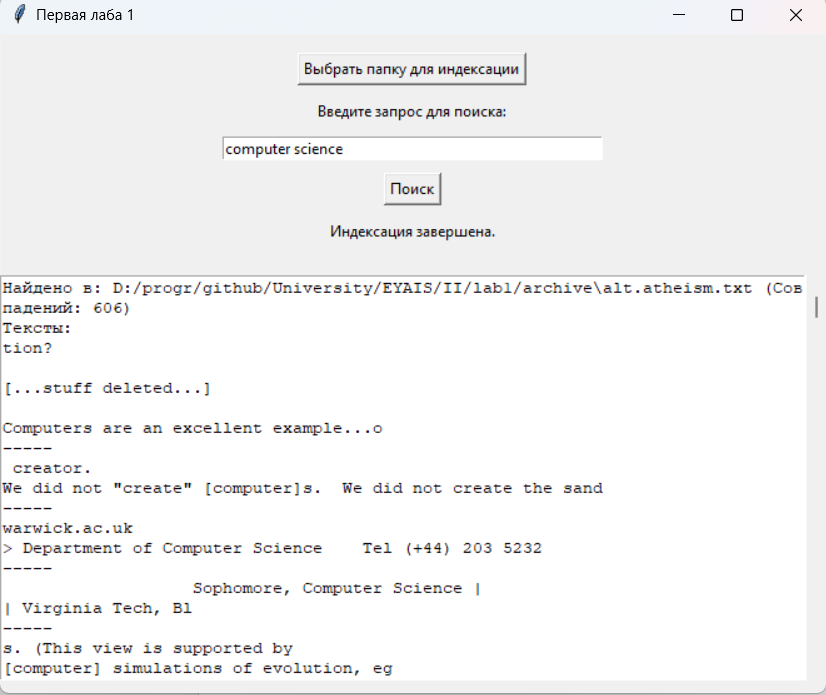 Первая лаба 1
Выбрать папку для индексации
Введите запрос для поиска:
computer science
Поиск
Индексация завершена.
Найдено в: D:/progr/github/University/EYAIS/II/lab1/archive\alt.atheism.txt (Сов
падений: 606)
Тексты:
tion?
[...stuff deleted...]
Computers are an excellent example...o
-----
creator.
We did not "create" [computer]s.  We did not create the sand
-----
warwick.ac.uk
> Department of Computer Science    Tel (+44) 203 5232
-----
Sophomore, Computer Science |
| Virginia Tech, Bl
-----
s. (This view is supported by
[computer] simulations of evolution, eg